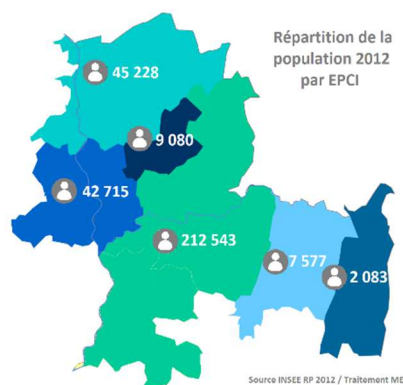 Répartition de la
population 2012
par EPCI
45 228
9 080
42 715
212 543
7 577
2 083
Source INSEE RP 2012 / Traitement